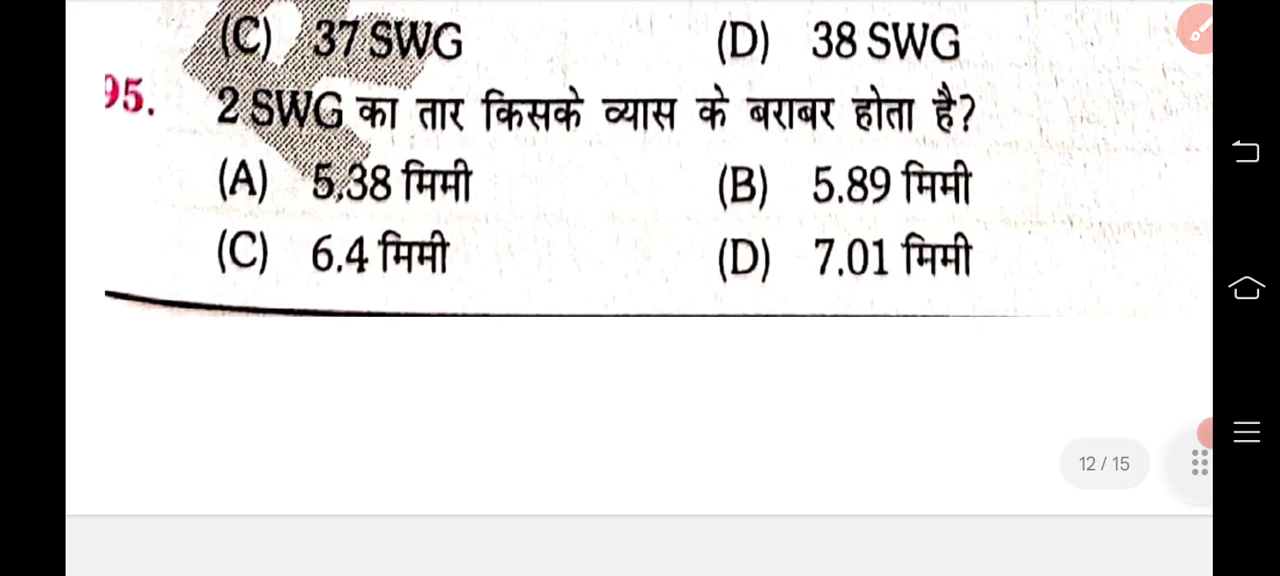 (C) 37 SWG (D) 38 SWG
95. 2 SWG का तार किसके व्यास के बराबर होता है?
(A) 5.38 मिमी (B) 5.89 मिमी
(C) 6.4 मिमी (D) 7.01 मिमी
12 / 15